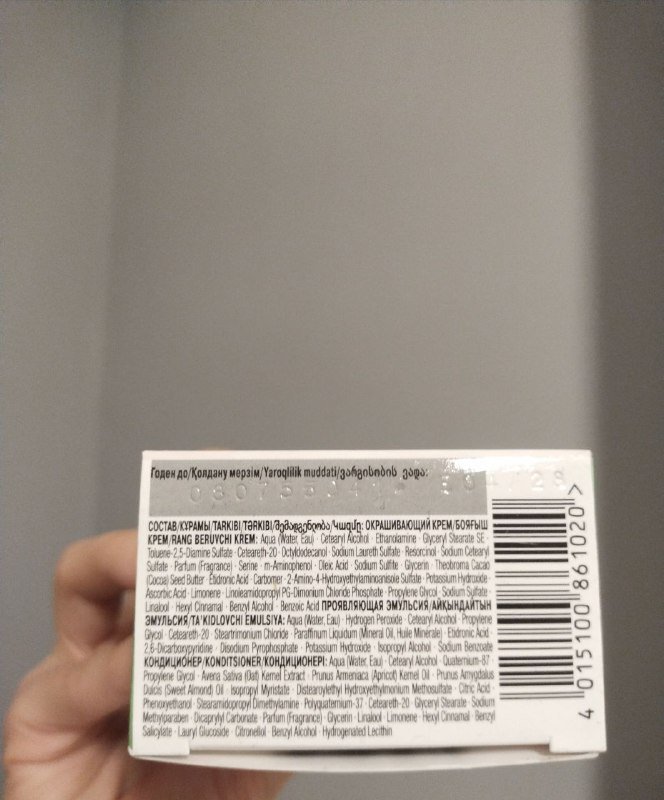 Годен до/Қолдану мерзім/Yaroqlilik muddati/ვარგისობის ვადა:
СОСТАВ/ҚҰРАМЫ/TARKIBI/TƏRKIBI/შემადგენლობა/Կազմը: ОКРАШИВАЮЩИЙ КРЕМ/БОЯҒЫШ
КРЕМ/RANG BERUVCHI KREM: Aqua (Water, Eau) · Cetearyl Alcohol · Ethanolamine · Glyceryl Stearate SE ·
Toluene-2,5-Diamine Sulfate · Ceteareth-20 · Octyldodecanol · Sodium Laureth Sulfate · Resorcinol · Sodium Cetearyl
Sulfate · Parfum (Fragrance) · Serine · m-Aminophenol · Oleic Acid · Sodium Sulfite · Glycerin · Theobroma Cacao
(Cocoa) Seed Butter · Etidronic Acid · Carbomer · 2-Amino-4-Hydroxyethylaminoanisole Sulfate · Potassium Hydroxide ·
Ascorbic Acid · Limonene · Linoleamidopropyl PG-Dimonium Chloride Phosphate · Propylene Glycol · Sodium Sulfate ·
Linalool · Hexyl Cinnamal · Benzyl Alcohol · Benzoic Acid ПРОЯВЛЯЮЩАЯ ЭМУЛЬСИЯ/АЙҚЫНДАЙТЫН
ЭМУЛЬСИЯ/TA'KIDLOVCHI EMULSIYA: Aqua (Water, Eau) · Hydrogen Peroxide · Cetearyl Alcohol · Propylene
Glycol · Ceteareth-20 · Steartrimonium Chloride · Paraffinum Liquidum (Mineral Oil, Huile Minérale) · Etidronic Acid ·
2,6-Dicarboxypyridine · Disodium Pyrophosphate · Potassium Hydroxide · Isopropyl Alcohol · Sodium Benzoate
КОНДИЦИОНЕР/KONDITSIONER/КОНДИЦИОНЕРІ: Aqua (Water, Eau) · Cetearyl Alcohol · Quaternium-87 ·
Propylene Glycol · Avena Sativa (Oat) Kernel Extract · Prunus Armeniaca (Apricot) Kernel Oil · Prunus Amygdalus
Dulcis (Sweet Almond) Oil · Isopropyl Myristate · Distearoylethyl Hydroxyethylmonium Methosulfate · Citric Acid ·
Phenoxyethanol · Stearamidopropyl Dimethylamine · Polyquaternium-37 · Ceteareth-20 · Glyceryl Stearate · Sodium
Methylparaben · Dicaprylyl Carbonate · Parfum (Fragrance) · Glycerin · Linalool · Limonene · Hexyl Cinnamal · Benzyl
Salicylate · Lauryl Glucoside · Citronellol · Benzyl Alcohol · Hydrogenated Lecithin
4 015100 861020 >